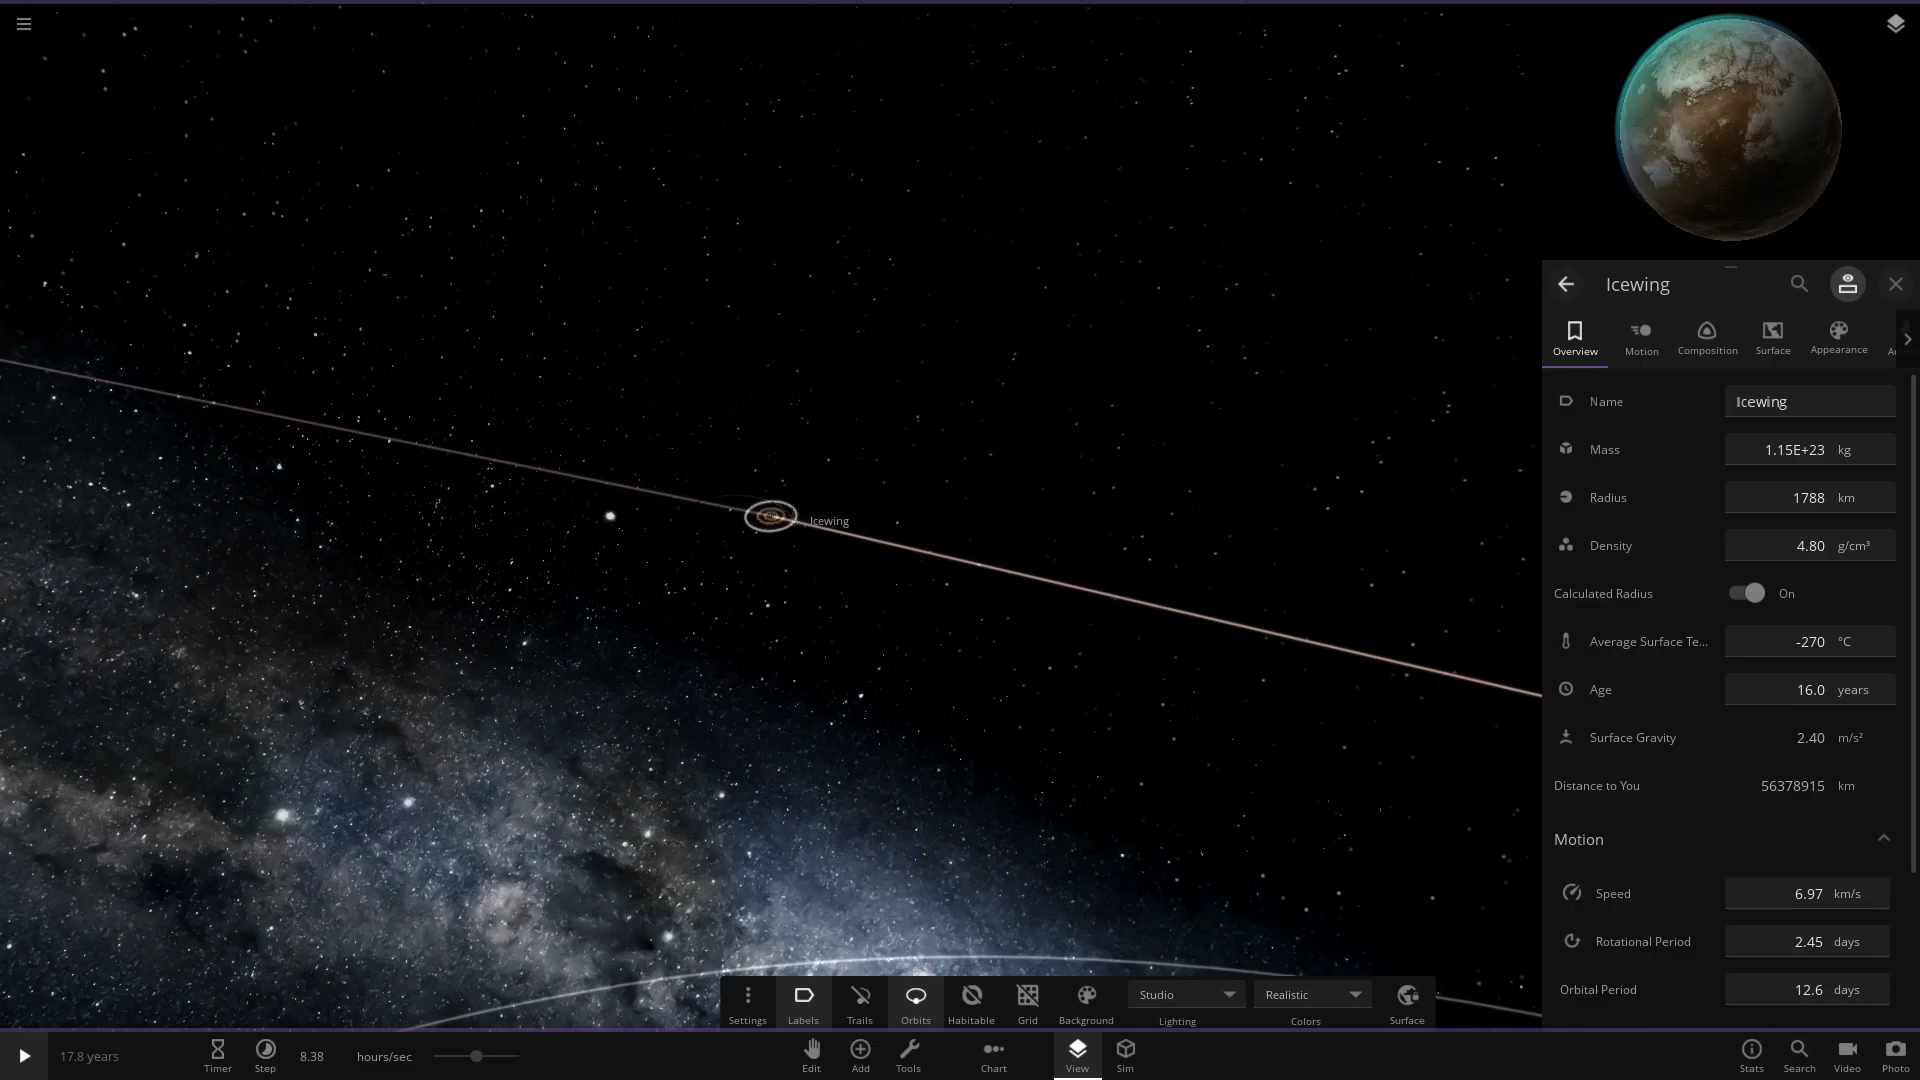 Icewing
Overview
Motion
Composition
Surface
Appearance
Name
Icewing
Mass
1.15E+23 kg
Radius
1788 km
Density
4.80 g/cm³
Calculated Radius
On
Average Surface Te...
-270 °C
Age
16.0 years
Surface Gravity
2.40 m/s²
Distance to You
56378915 km
Motion
Speed
6.97 km/s
Rotational Period
2.45 days
Orbital Period
12.6 days
Icewing
Settings
Labels
Trails
Orbits
Habitable
Grid
Background
Studio
Lighting
Realistic
Colors
Surface
17.8 years
Timer
Step
8.38 hours/sec
Edit
Add
Tools
Chart
View
Sim
Stats
Search
Video
Photo